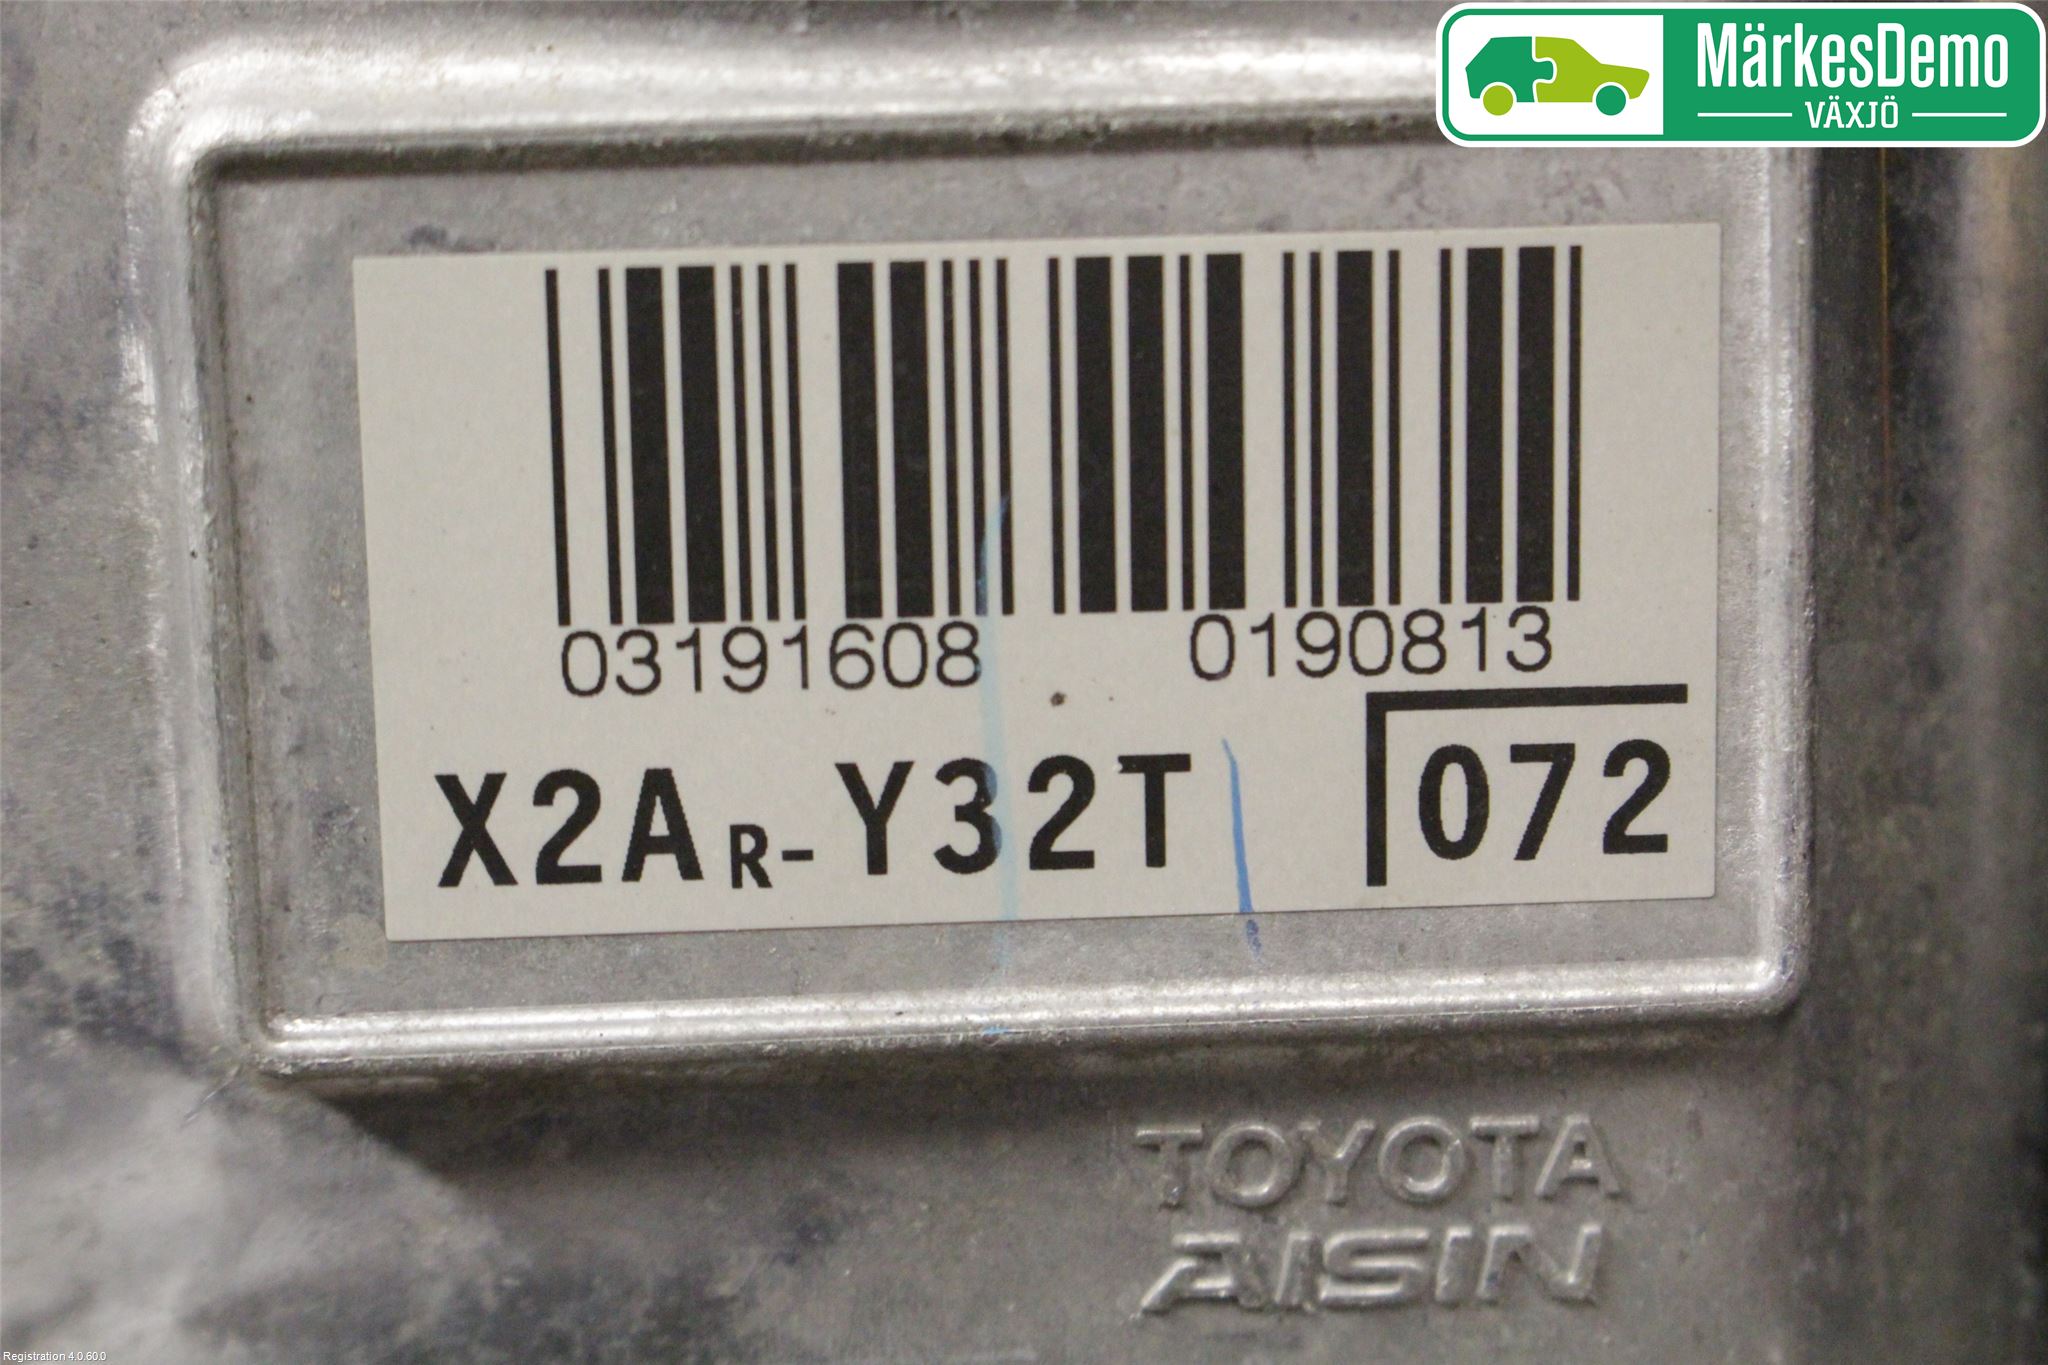 MärkesDemo
VÄXJÖ
03191608 0190813
X2AR-Y32T 072
TOYOTA
AISIN
Registration 4.0.60.0